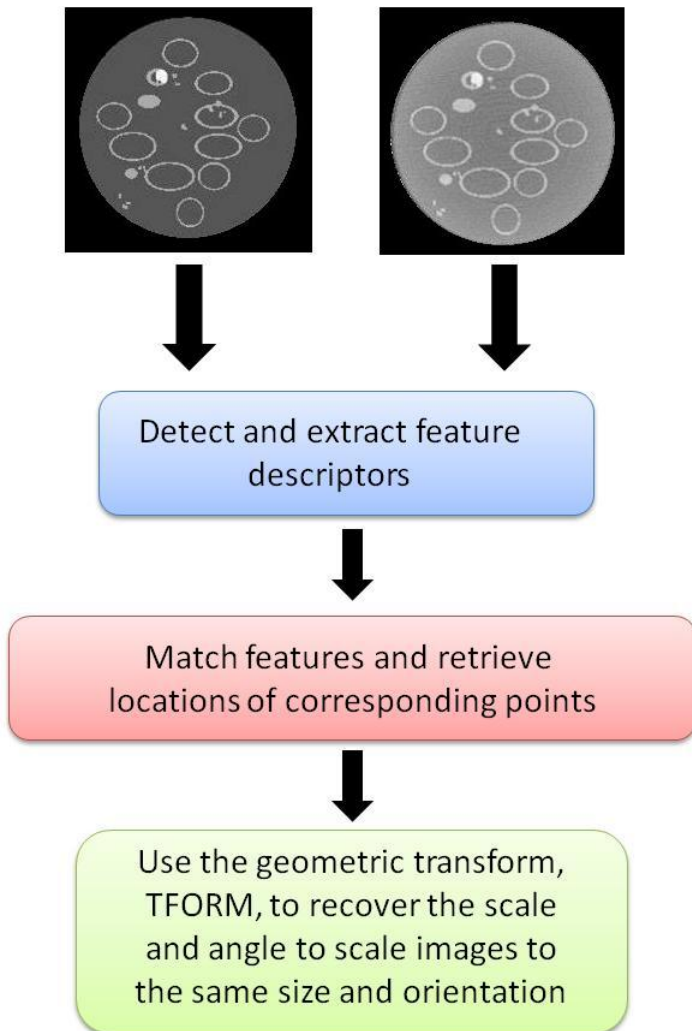 Detect and extract feature
descriptors
Match features and retrieve
locations of corresponding points
Use the geometric transform,
TFORM, to recover the scale
and angle to scale images to
the same size and orientation